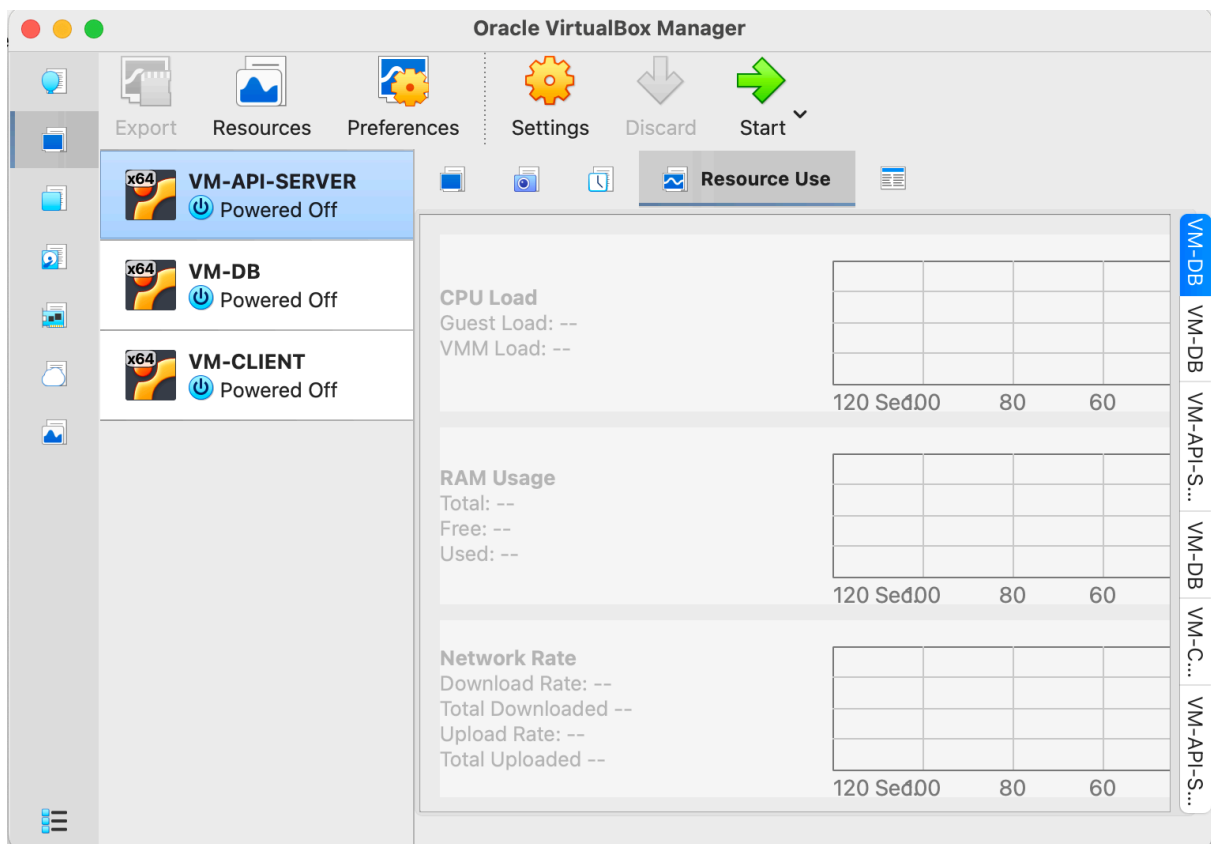 Oracle VirtualBox Manager
Export
Resources
Preferences
Settings
Discard
Start
x64
VM-API-SERVER
Powered Off
x64
VM-DB
Powered Off
x64
VM-CLIENT
Powered Off
Resource Use
CPU Load
Guest Load: --
VMM Load: --
120 Sec.
100
80
60
RAM Usage
Total: --
Free: --
Used: --
120 Sec.
100
80
60
Network Rate
Download Rate: --
Total Downloaded --
Upload Rate: --
Total Uploaded --
120 Sec.
100
80
60
VM-DB
VM-DB
VM-API-S...
VM-DB
VM-C...
VM-API-S...